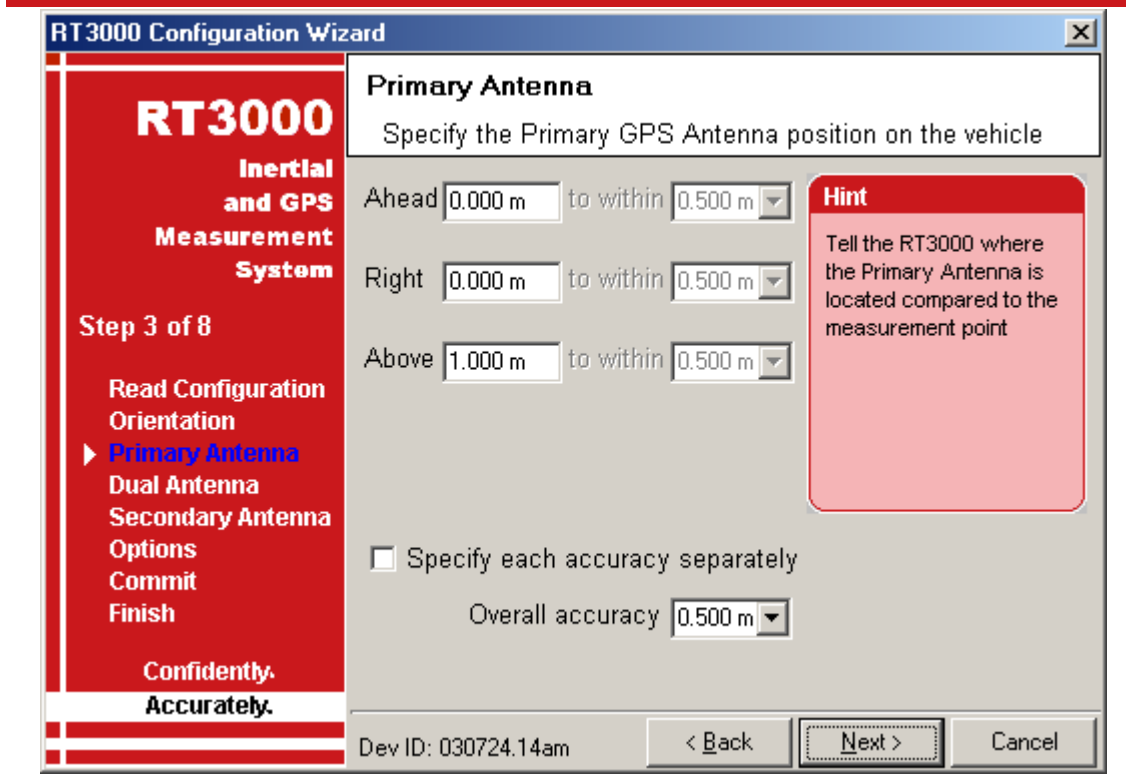 RT3000 Configuration Wizard
RT3000
Inertial
and GPS
Measurement
System
Step 3 of 8
Read Configuration
Orientation
Primary Antenna
Dual Antenna
Secondary Antenna
Options
Commit
Finish
Confidently.
Accurately.
Primary Antenna
Specify the Primary GPS Antenna position on the vehicle
Ahead 0.000 m to within 0.500 m
Right 0.000 m to within 0.500 m
Above 1.000 m to within 0.500 m
Hint
Tell the RT3000 where
the Primary Antenna is
located compared to the
measurement point
Specify each accuracy separately
Overall accuracy 0.500 m
Dev ID: 030724.14am < Back Next > Cancel